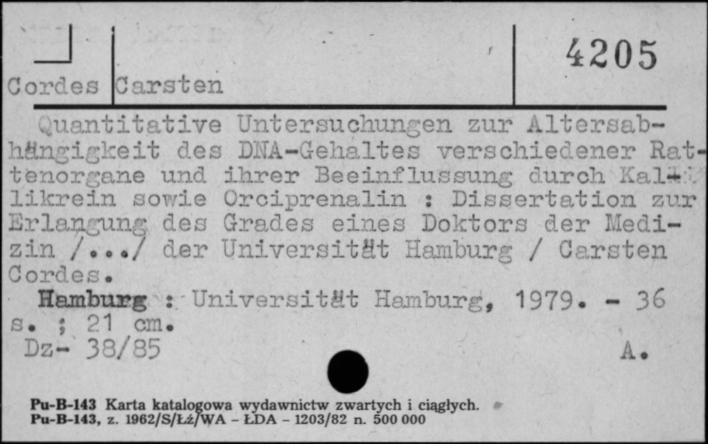 4205
Cordes Carsten
Quantitative Untersuchungen zur Altersab-
hängigkeit des DNA-Gehaltes verschiedener Rat-
tenorgane und ihrer Beeinflussung durch Kal-
likrein sowie Orciprenalin : Dissertation zur
Erlangung des Grades eines Doktors der Medi-
zin /.../ der Universität Hamburg / Carsten
Cordes.
Hamburg : Universität Hamburg, 1979. - 36
s. ; 21 cm.
Dz- 38/85 A.
Pu-B-143 Karta katalogowa wydawnictw zwartych i ciągłych.
Pu-B-143, z. 1962/S/Łź/WA - ŁDA - 1203/82 n. 500 000